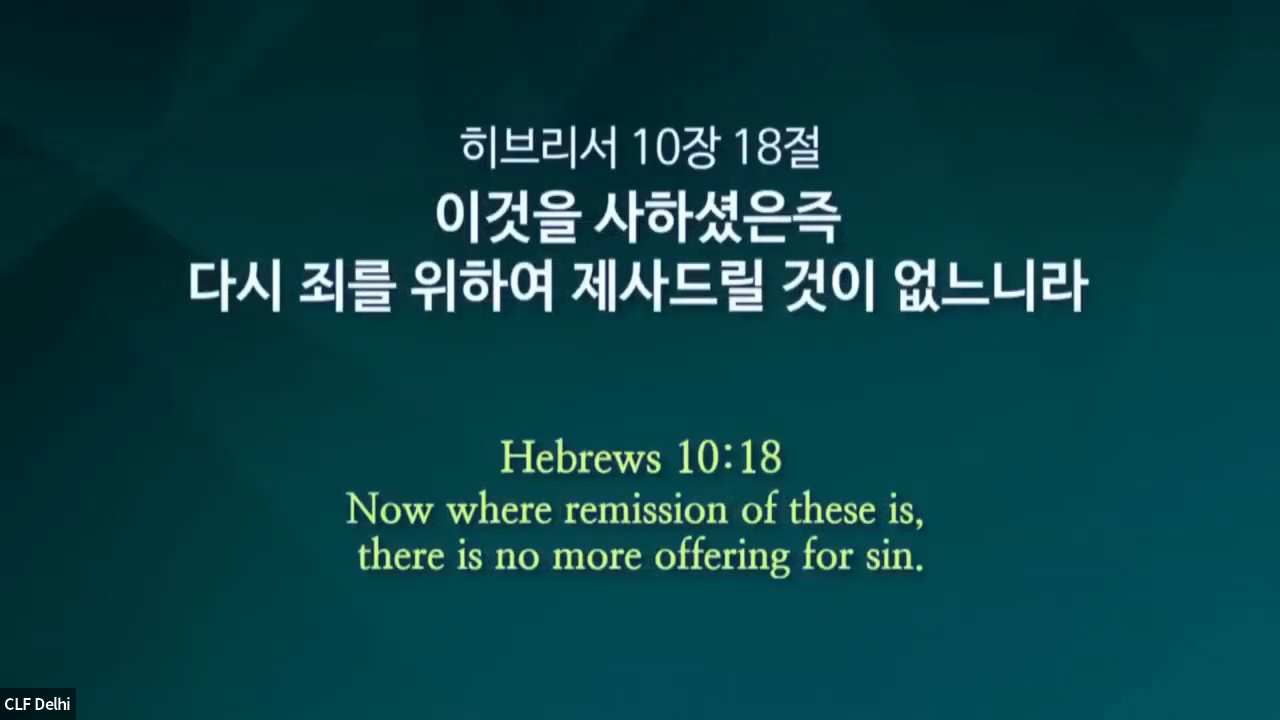 히브리서 10장 18절
이것을 사하셨은즉
다시 죄를 위하여 제사드릴 것이 없느니라
Hebrews 10:18
Now where remission of these is,
there is no more offering for sin.
CLF Delhi